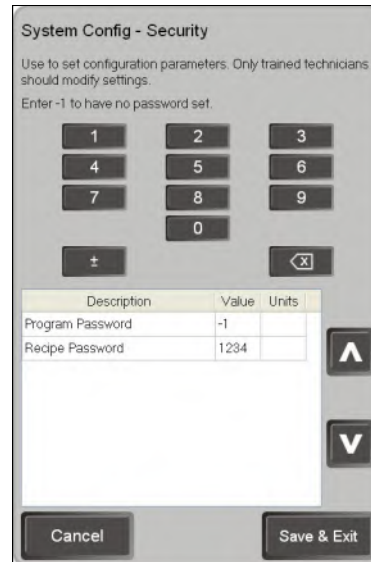 System Config - Security
Use to set configuration parameters. Only trained technicians
should modify settings.
Enter -1 to have no password set.
1 2 3
4 5 6
7 8 9
0
±
Description Value Units
Program Password -1
Recipe Password 1234
Cancel Save & Exit